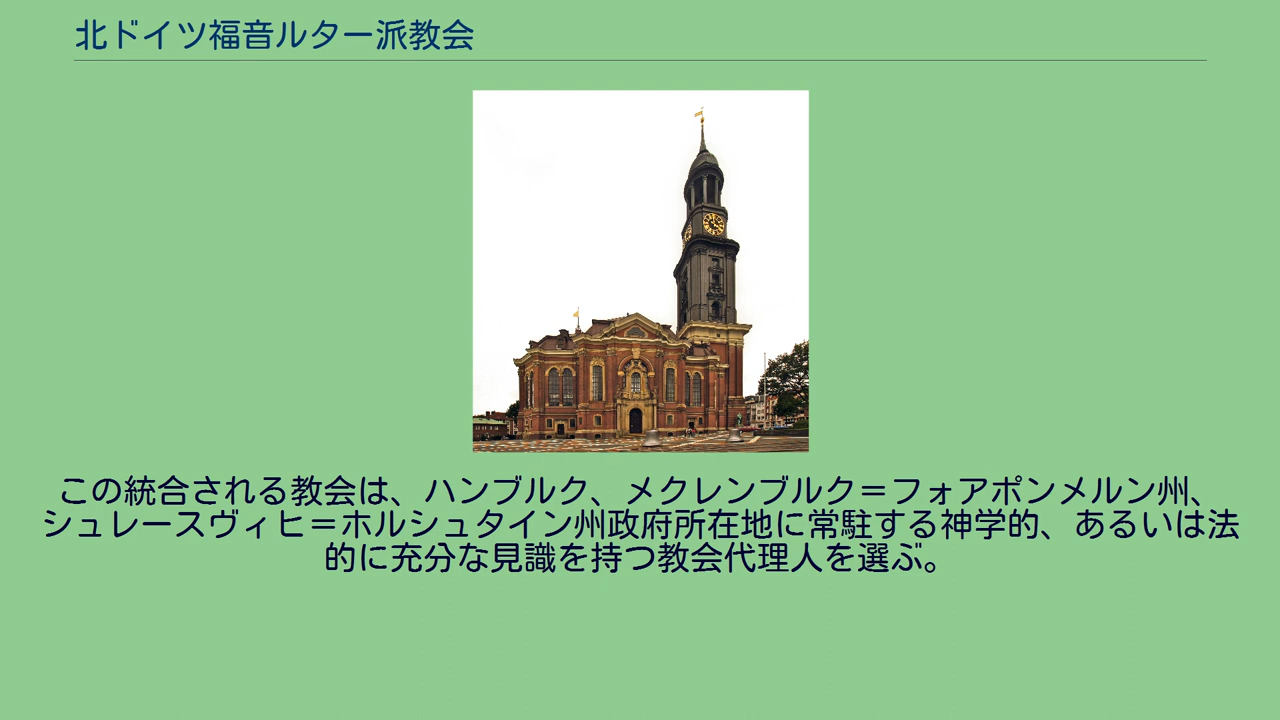 北ドイツ福音ルター派教会
この統合される教会は、ハンブルク、メクレンブルク＝フォアポンメルン州、
シュレースヴィヒ＝ホルシュタイン州政府所在地に常駐する神学的、あるいは法
的に充分な見識を持つ教会代理人を選ぶ。